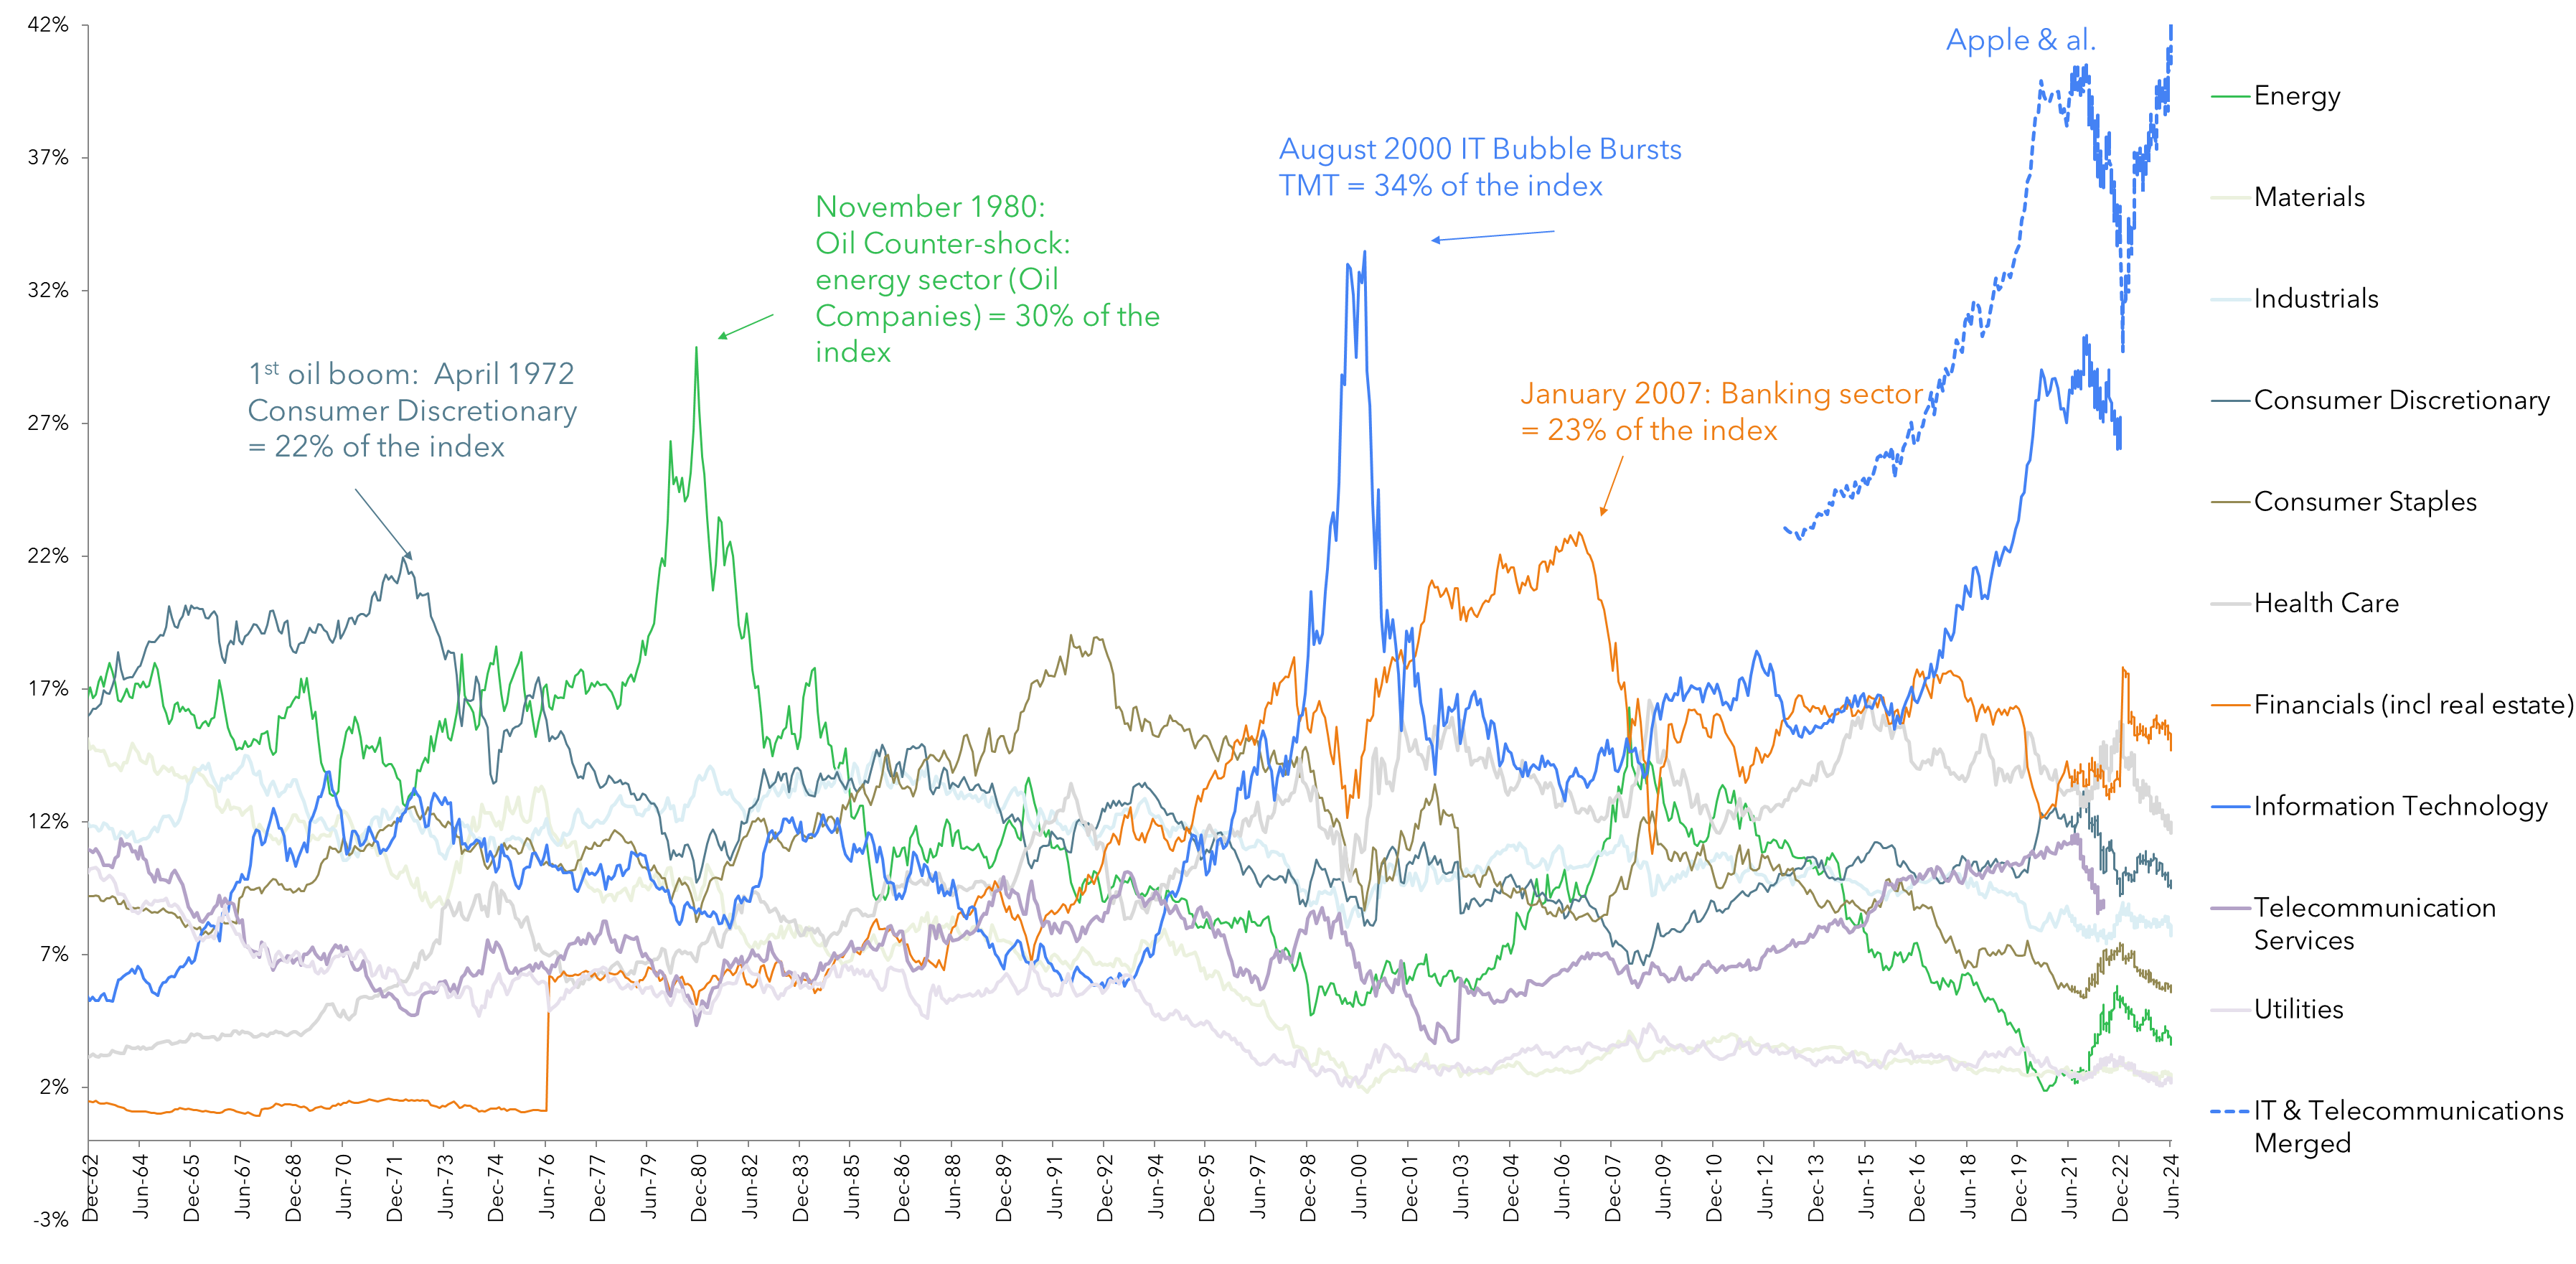 42%
37%
32%
27%
22%
17%
12%
7%
2%
-3%
Apple & al.
August 2000 IT Bubble Bursts
TMT = 34% of the index
November 1980:
Oil Counter-shock:
energy sector (Oil
Companies) = 30% of the
index
1st oil boom:  April 1972
Consumer Discretionary
= 22% of the index
January 2007: Banking sector
= 23% of the index
Energy
Materials
Industrials
Consumer Discretionary
Consumer Staples
Health Care
Financials (incl real estate)
Information Technology
Telecommunication
Services
Utilities
IT & Telecommunications
Merged
Dec-62
Jun-64
Dec-65
Jun-67
Dec-68
Jun-70
Dec-71
Jun-73
Dec-74
Jun-76
Dec-77
Jun-79
Dec-80
Jun-82
Dec-83
Jun-85
Dec-86
Jun-88
Dec-89
Jun-91
Dec-92
Jun-94
Dec-95
Jun-97
Dec-98
Jun-00
Dec-01
Jun-03
Dec-04
Jun-06
Dec-07
Jun-09
Dec-10
Jun-12
Dec-13
Jun-15
Dec-16
Jun-18
Dec-19
Jun-21
Dec-22
Jun-24